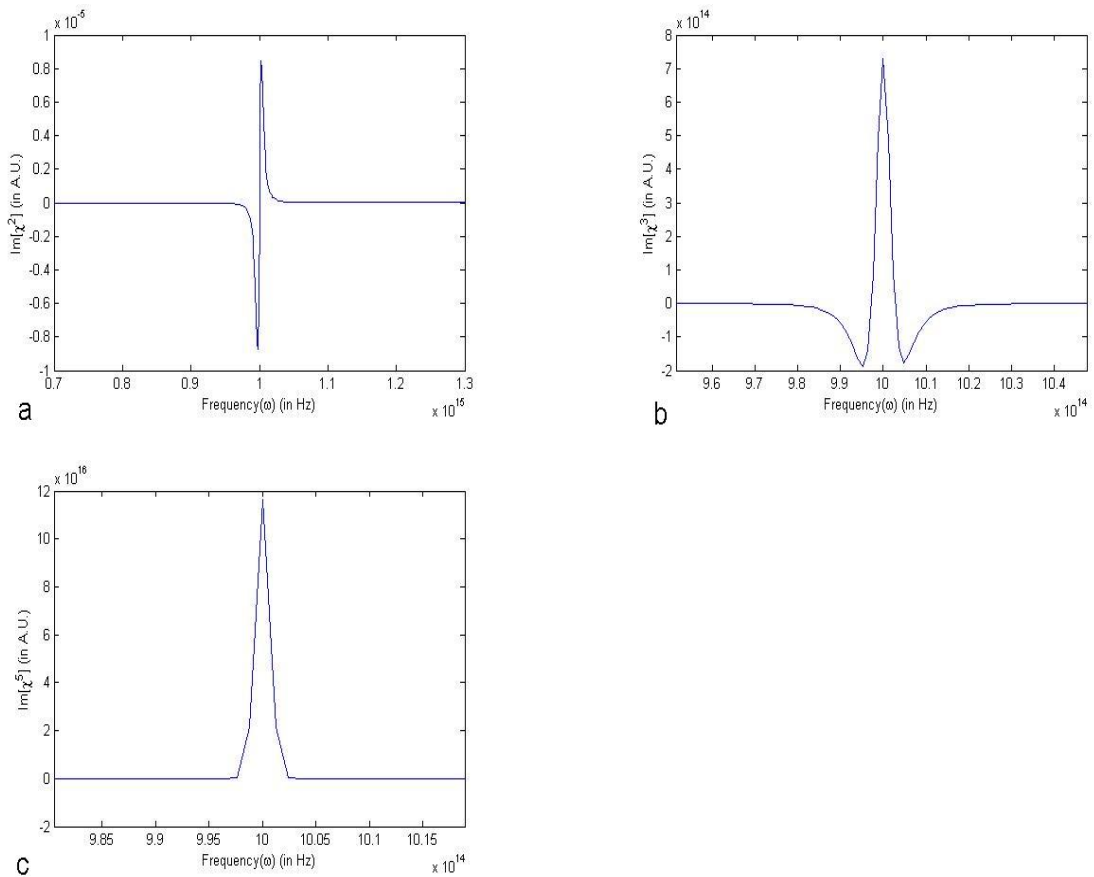 x 10^-5
1
0.8
0.6
0.4
0.2
0
-0.2
-0.4
-0.6
-0.8
-1
Im[χ^2] (in A.U.)
0.7 0.8 0.9 1 1.1 1.2 1.3
Frequency(ω) (in Hz)
x 10^15
a
x 10^14
8
7
6
5
4
3
2
1
0
-1
-2
Im[χ^3] (in A.U.)
9.6 9.7 9.8 9.9 10 10.1 10.2 10.3 10.4
Frequency(ω) (in Hz)
x 10^14
b
x 10^16
12
10
8
6
4
2
0
-2
Im[χ^5] (in A.U.)
9.85 9.9 9.95 10 10.05 10.1 10.15
Frequency(ω) (in Hz)
x 10^14
c